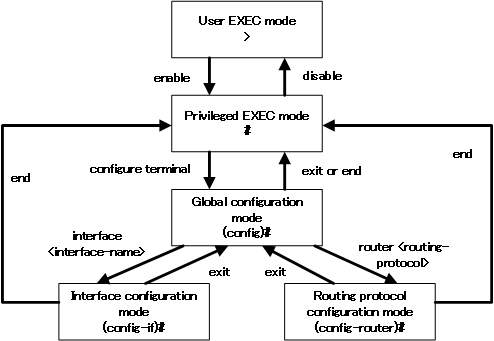 User EXEC mode
>
enable
disable
Privileged EXEC mode
#
configure terminal
exit or end
end
end
Global configuration
mode
(config)#
interface
<interface-name>
router <routing-
protocol>
exit
exit
Interface configuration
mode
(config-if)#
Routing protocol
configuration mode
(config-router)#